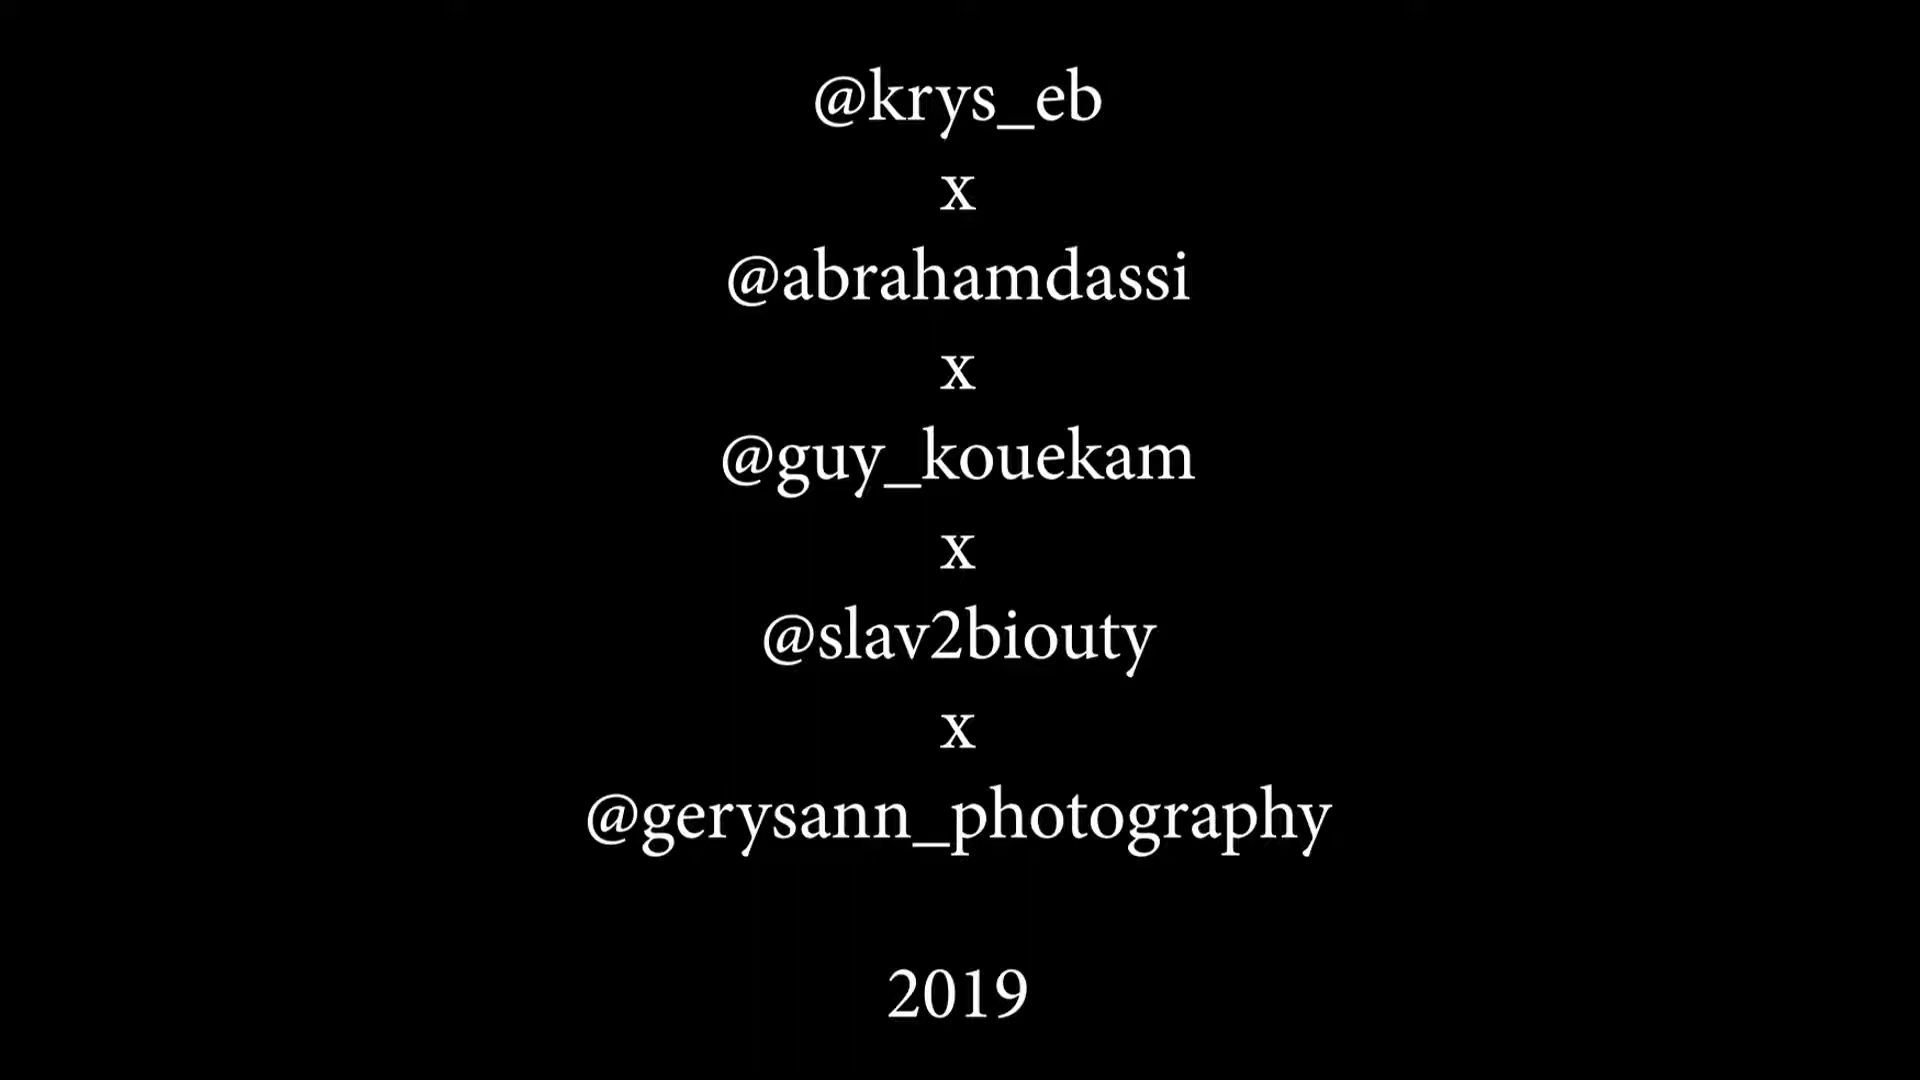 @krys_eb
x
@abrahamdassi
x
@guy_kouekam
x
@slav2biouty
x
@gerysann_photography
2019